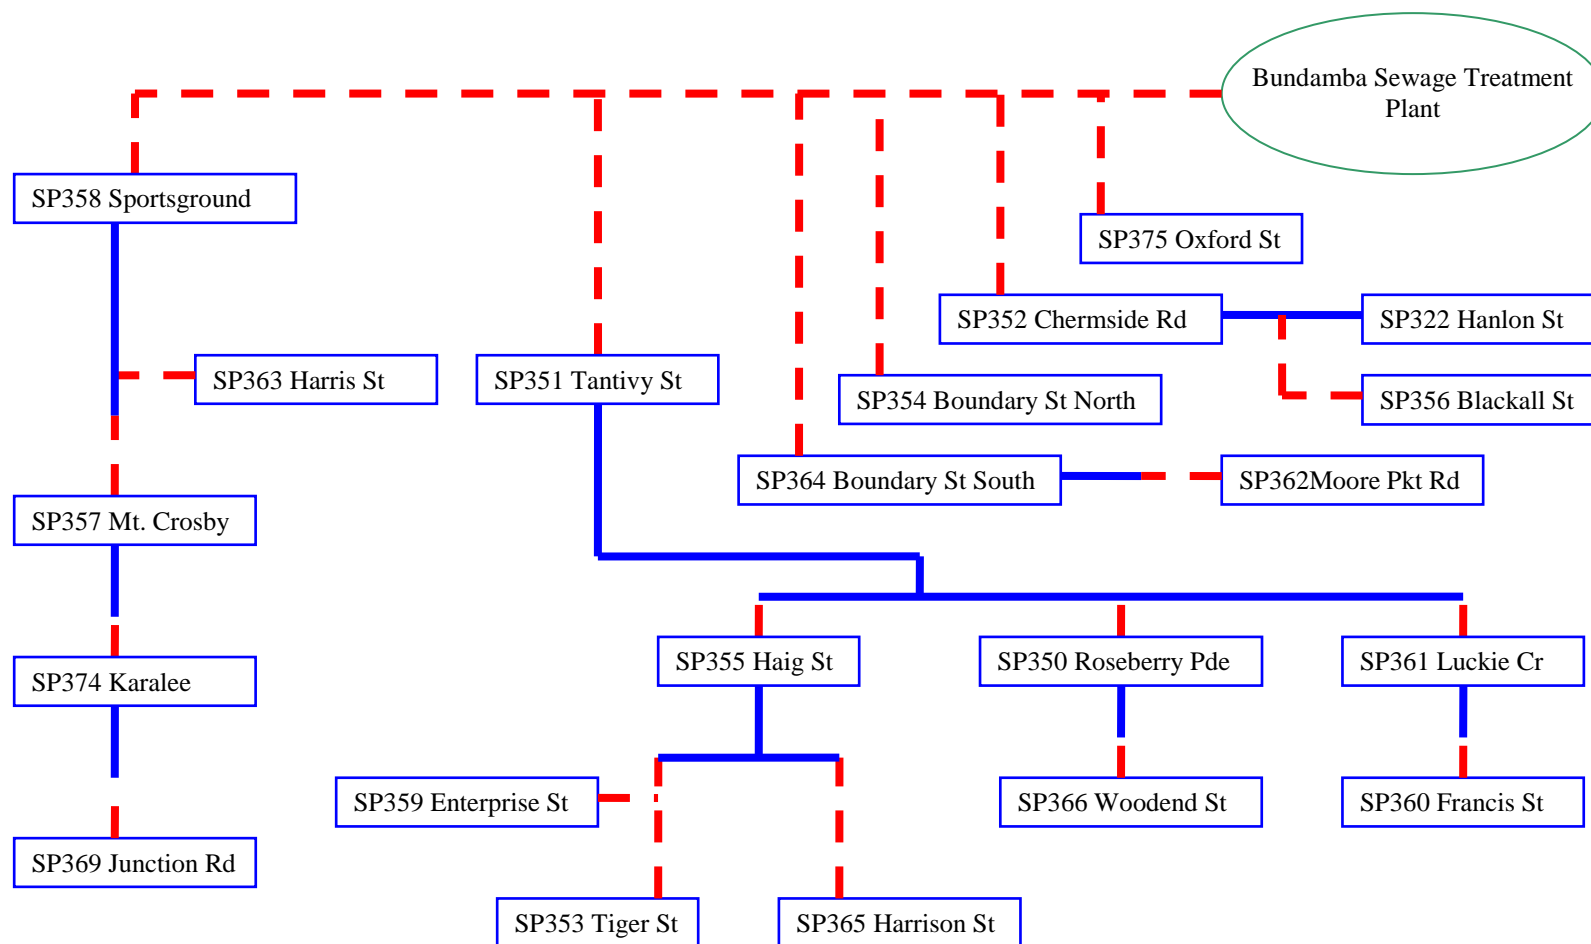 Bundamba Sewage Treatment
Plant
SP358 Sportsground
SP375 Oxford St
SP352 Chermside Rd
SP322 Hanlon St
SP363 Harris St
SP351 Tantivy St
SP354 Boundary St North
SP356 Blackall St
SP364 Boundary St South
SP362Moore Pkt Rd
SP357 Mt. Crosby
SP355 Haig St
SP350 Roseberry Pde
SP361 Luckie Cr
SP374 Karalee
SP359 Enterprise St
SP366 Woodend St
SP360 Francis St
SP369 Junction Rd
SP353 Tiger St
SP365 Harrison St